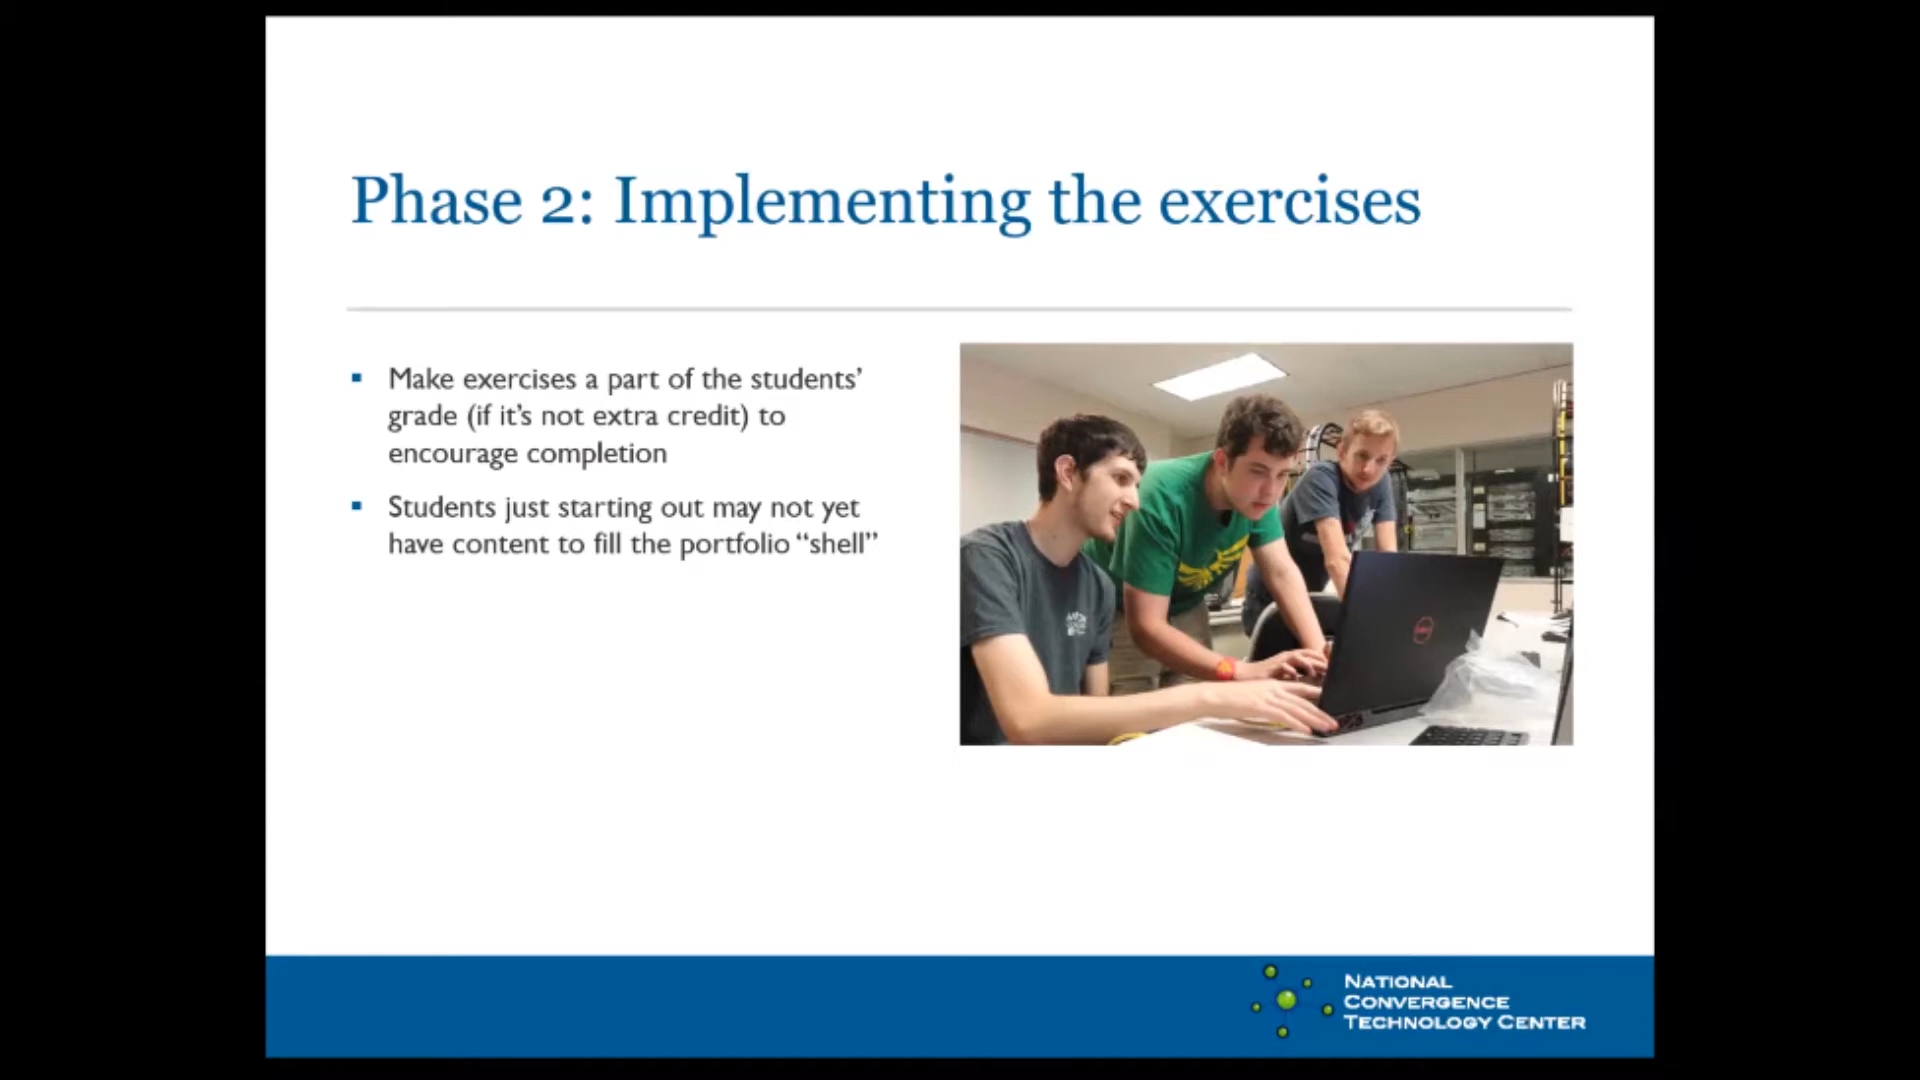 Phase 2: Implementing the exercises
Make exercises a part of the students’
grade (if it’s not extra credit) to
encourage completion
Students just starting out may not yet
have content to fill the portfolio “shell”
NATIONAL
CONVERGENCE
TECHNOLOGY CENTER